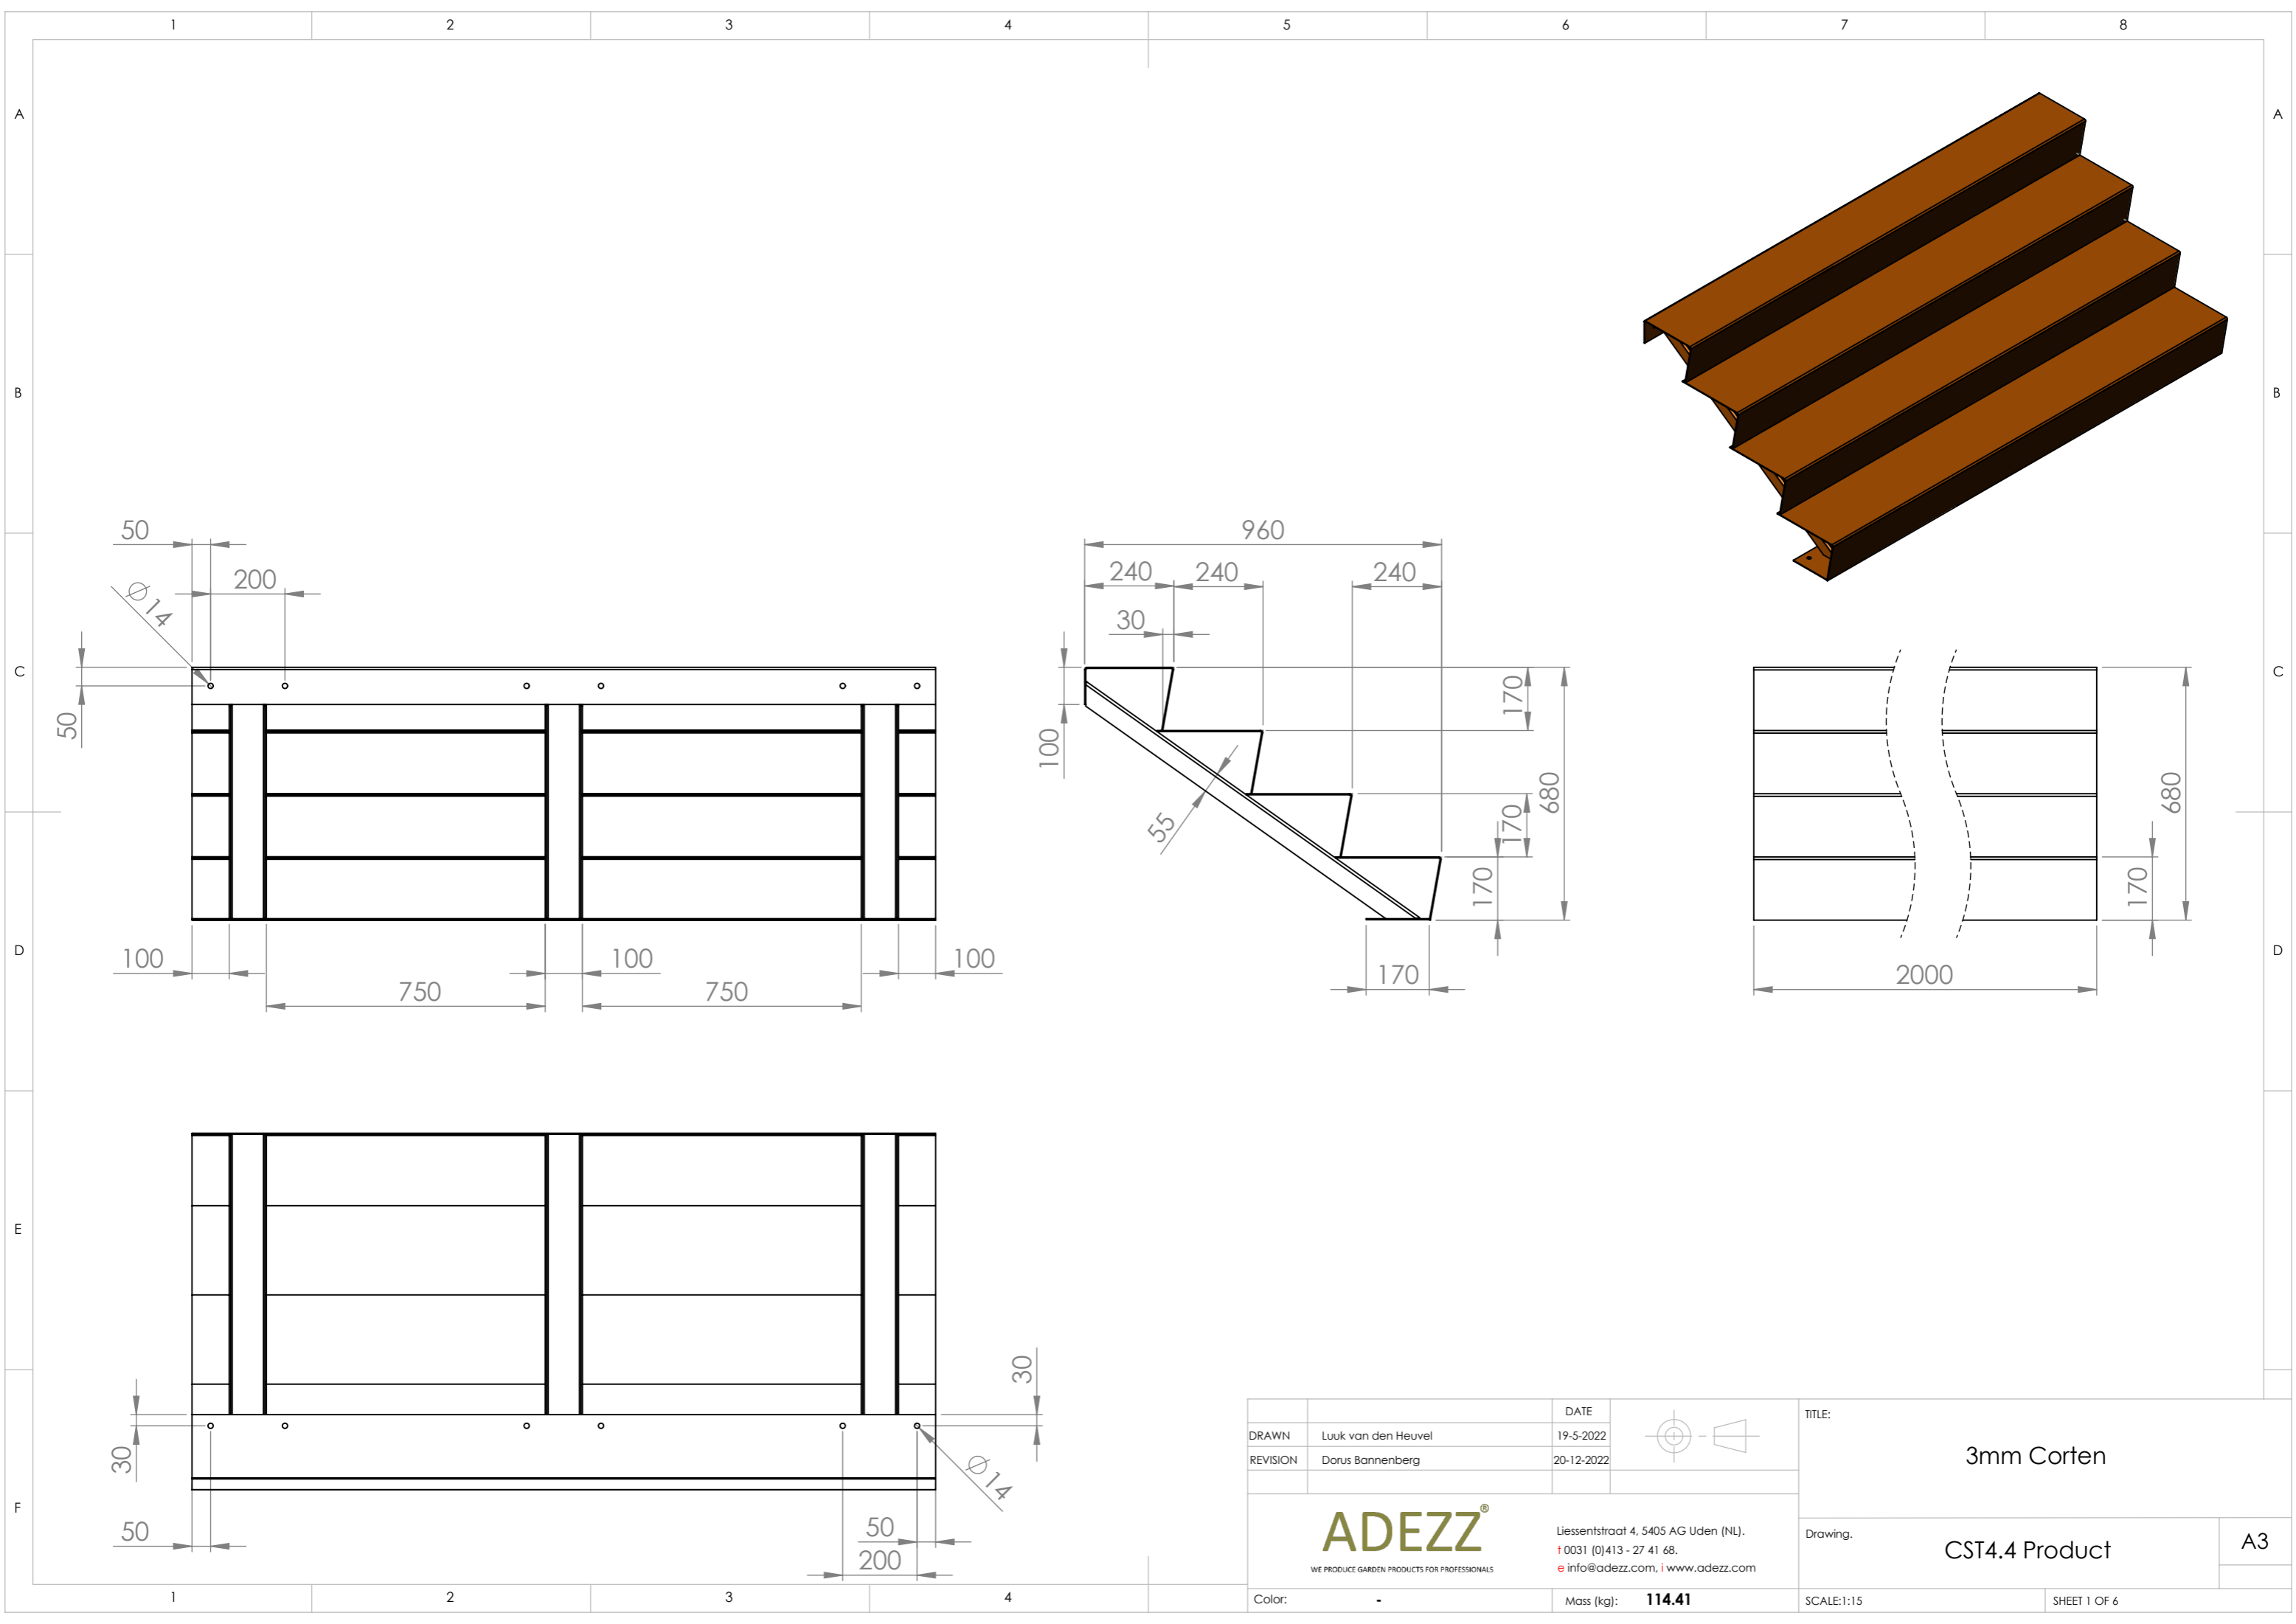 1 2 3 4 5 6 7 8
A A
B B
C C
D D
E E
F
50
200
Ø14
50
100 100 100
750 750
960
240 240 240
30
100
55
170
170
680
170
170
680
170
2000
30
30
Ø14
50
50
200
DATE
DRAWN Luuk van den Heuvel 19-5-2022
REVISION Dorus Bannenberg 20-12-2022
TITLE:
3mm Corten
ADEZZ®
WE PRODUCE GARDEN PRODUCTS FOR PROFESSIONALS
Liessentstraat 4, 5405 AG Uden (NL).
t 0031 (0)413 - 27 41 68.
e info@adezz.com, i www.adezz.com
Drawing.
CST4.4 Product
A3
Color: -
Mass (kg): 114.41
SCALE:1:15
SHEET 1 OF 6
1 2 3 4